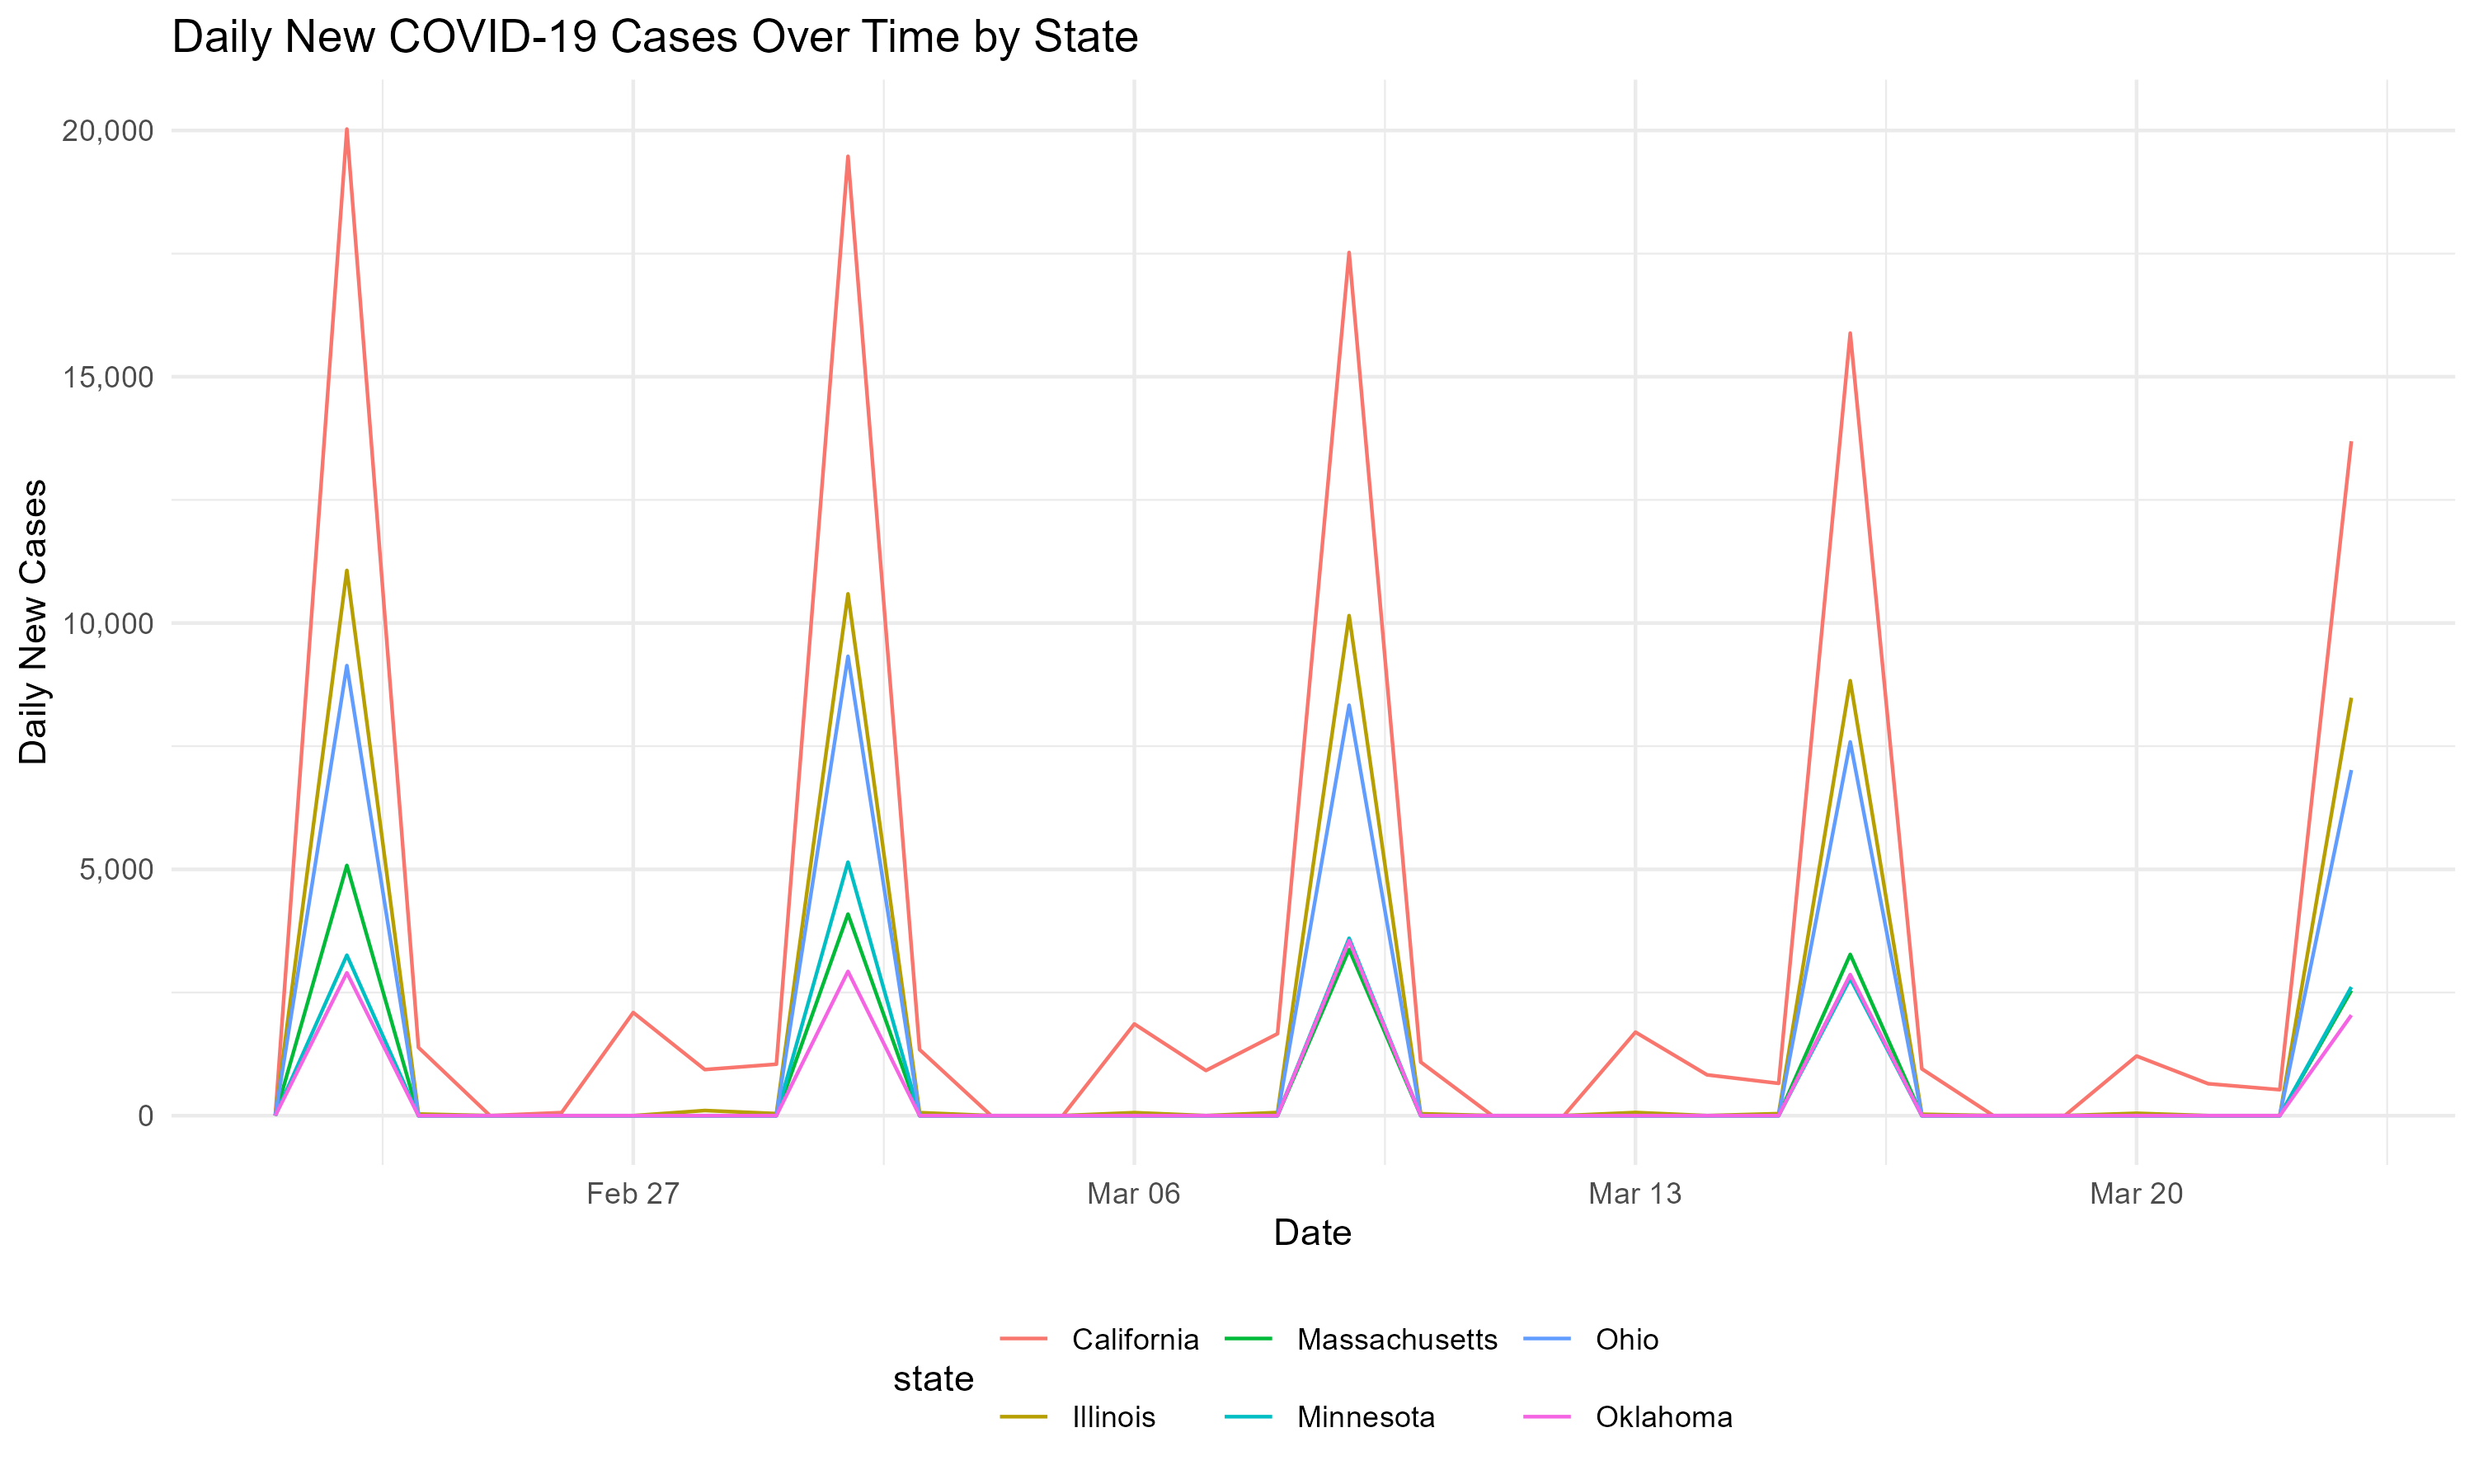 Daily New COVID-19 Cases Over Time by State
Daily New Cases
20,000
15,000
10,000
5,000
0
Feb 27 Mar 06 Mar 13 Mar 20
Date
state
California Massachusetts Ohio
Illinois Minnesota Oklahoma